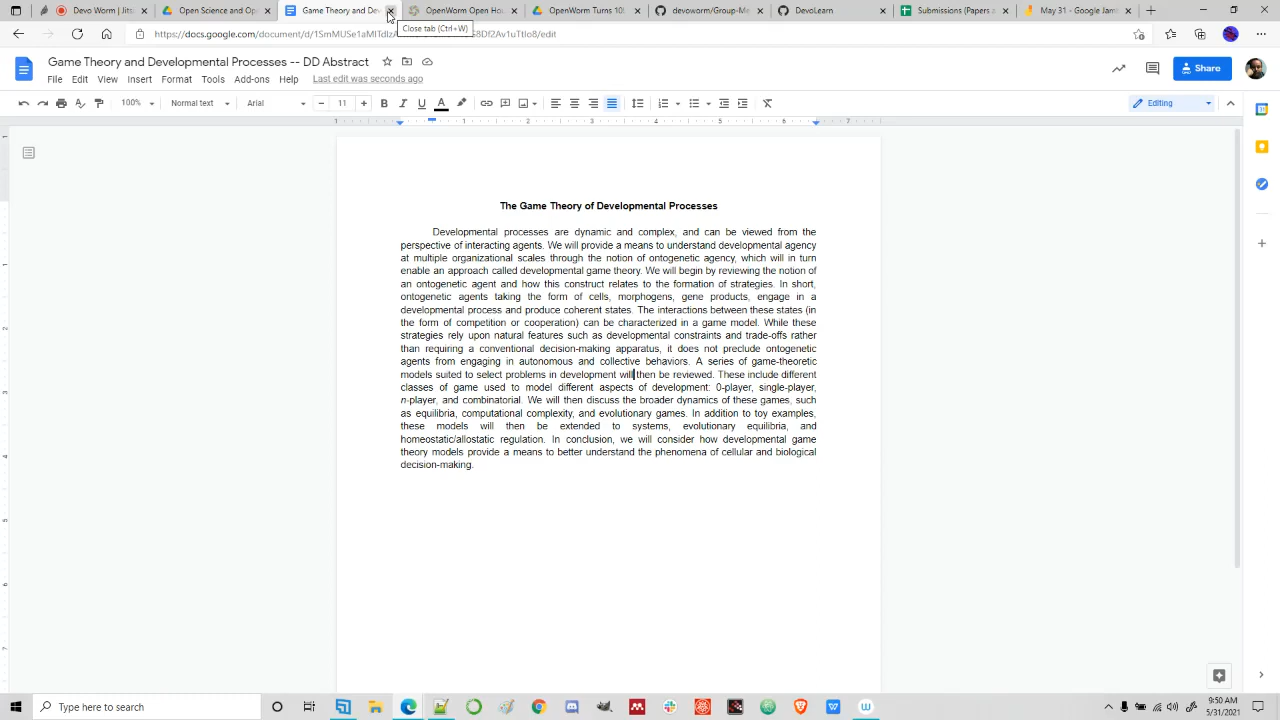 Devo Worm | Jits
Open Science and Op
Game Theory and Dev
OpenWorm Open Hou
OpenWorm Turns 10!
devoworm/Group-Me
DevoLearn
Submissions (Papers a
May 31 - Google Jam
Close tab (Ctrl+W)
Game Theory and Developmental Processes -- DD Abstract
Share
File Edit View Insert Format Tools Add-ons Help Last edit was seconds ago
100% Normal text Arial 11 Editing
The Game Theory of Developmental Processes
Developmental processes are dynamic and complex, and can be viewed from the
perspective of interacting agents. We will provide a means to understand developmental agency
at multiple organizational scales through the notion of ontogenetic agency, which will in turn
enable an approach called developmental game theory. We will begin by reviewing the notion of
an ontogenetic agent and how this construct relates to the formation of strategies. In short,
ontogenetic agents taking the form of cells, morphogens, gene products, engage in a
developmental process and produce coherent states. The interactions between these states (in
the form of competition or cooperation) can be characterized in a game model. While these
strategies rely upon natural features such as developmental constraints and trade-offs rather
than requiring a conventional decision-making apparatus, it does not preclude ontogenetic
agents from engaging in autonomous and collective behaviors. A series of game-theoretic
models suited to select problems in development will then be reviewed. These include different
classes of game used to model different aspects of development: 0-player, single-player,
n-player, and combinatorial. We will then discuss the broader dynamics of these games, such
as equilibria, computational complexity, and evolutionary games. In addition to toy examples,
these models will then be extended to systems, evolutionary equilibria, and
homeostatic/allostatic regulation. In conclusion, we will consider how developmental game
theory models provide a means to better understand the phenomena of cellular and biological
decision-making.
Type here to search
9:50 AM
5/31/2021